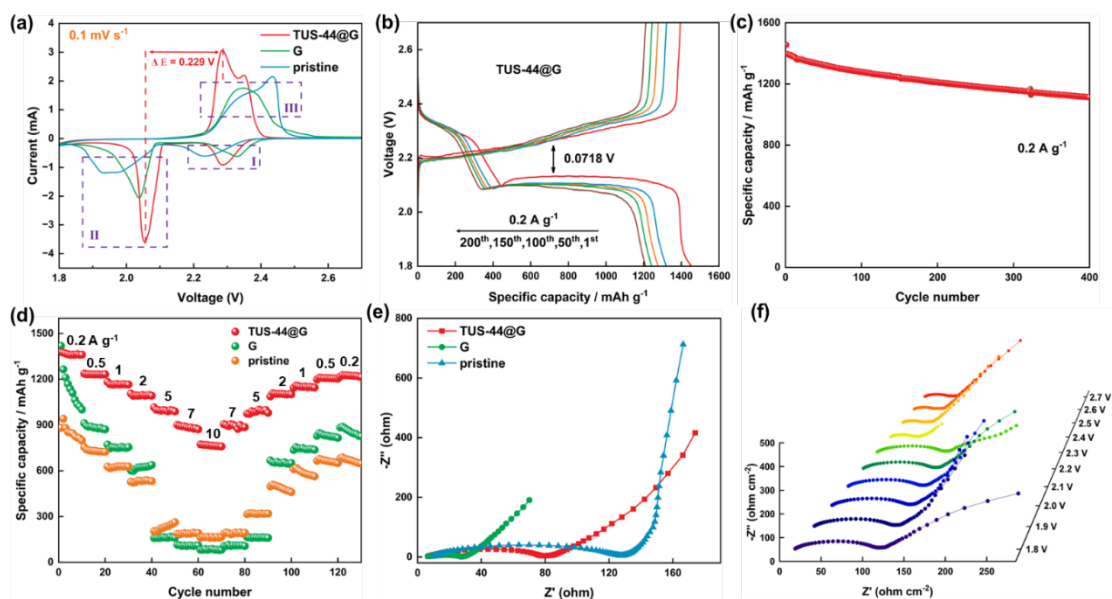 (a)
0.1 mV s⁻¹
Δ E = 0.229 V
TUS-44@G
G
pristine
III
I
II
4
3
2
1
0
−1
−2
−3
−4
Current (mA)
1.8
2.0
2.2
2.4
2.6
Voltage (V)
(b)
TUS-44@G
0.0718 V
0.2 A g⁻¹
200th,150th,100th,50th,1st
2.6
2.4
2.2
2.0
1.8
Voltage (V)
0
200
400
600
800
1000
1200
1400
1600
Specific capacity / mAh g⁻¹
(c)
0.2 A g⁻¹
1600
1200
800
400
0
Specific capacity / mAh g⁻¹
0
100
200
300
400
Cycle number
(d)
0.2 A g⁻¹
0.5
1
2
5
7
10
7
5
2
1
0.5
0.2
TUS-44@G
G
pristine
1500
1200
900
600
300
0
Specific capacity / mAh g⁻¹
0
20
40
60
80
100
120
Cycle number
(e)
TUS-44@G
G
pristine
800
600
400
200
0
-Z'' (ohm)
0
40
80
120
160
Z' (ohm)
(f)
2.7 V
2.6 V
2.5 V
2.4 V
2.3 V
2.2 V
2.1 V
2.0 V
1.9 V
1.8 V
500
400
300
200
100
0
-Z'' (ohm cm⁻²)
0
50
100
150
200
250
Z' (ohm cm⁻²)